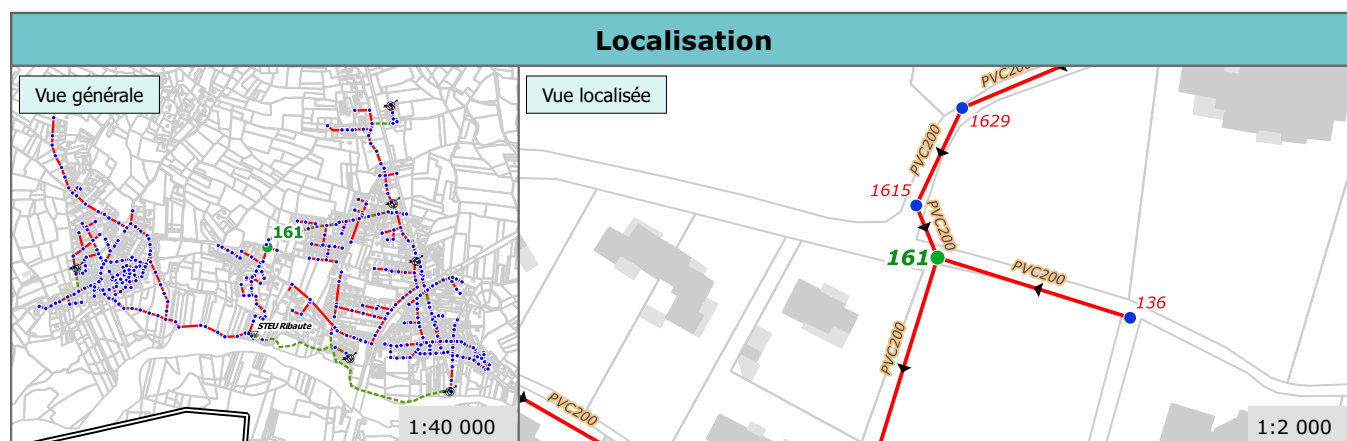 Localisation
Vue générale
161
STEU Ribaute
1:40 000
Vue localisée
PVC200
1629
PVC200
1615
PVC200
161
PVC200
136
PVC200
PVC200
1:2 000